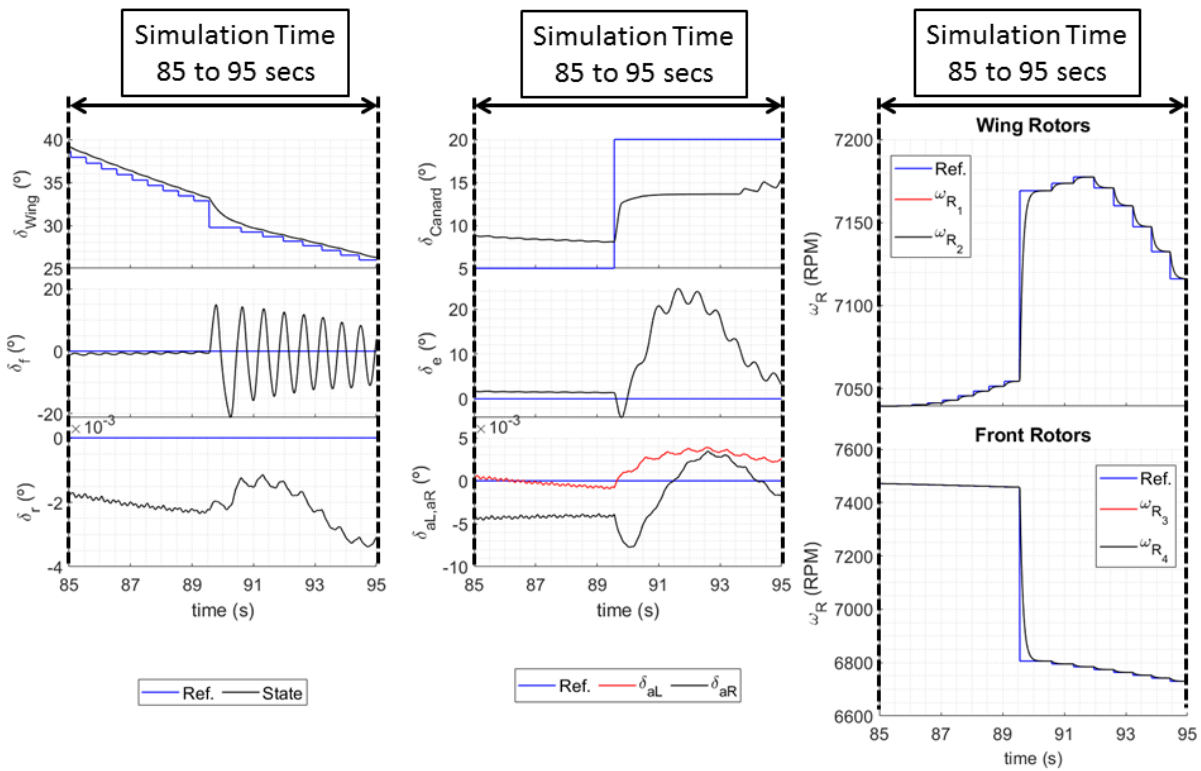 Simulation Time
85 to 95 secs
Simulation Time
85 to 95 secs
Simulation Time
85 to 95 secs
40
35
30
25
δWing (º)
20
0
-20
δf (º)
× 10-3
0
-2
-4
δr (º)
85 87 89 91 93 95
time (s)
Ref. State
20
15
10
5
δCanard (º)
20
10
0
δe (º)
× 10-3
5
0
-5
-10
δaL,aR (º)
85 87 89 91 93 95
time (s)
Ref. δaL δaR
Wing Rotors
7200
7150
7100
7050
ωR (RPM)
Ref.
ωR1
ωR2
Front Rotors
7600
7400
7200
7000
6800
6600
ωR (RPM)
Ref.
ωR3
ωR4
85 87 89 91 93 95
time (s)